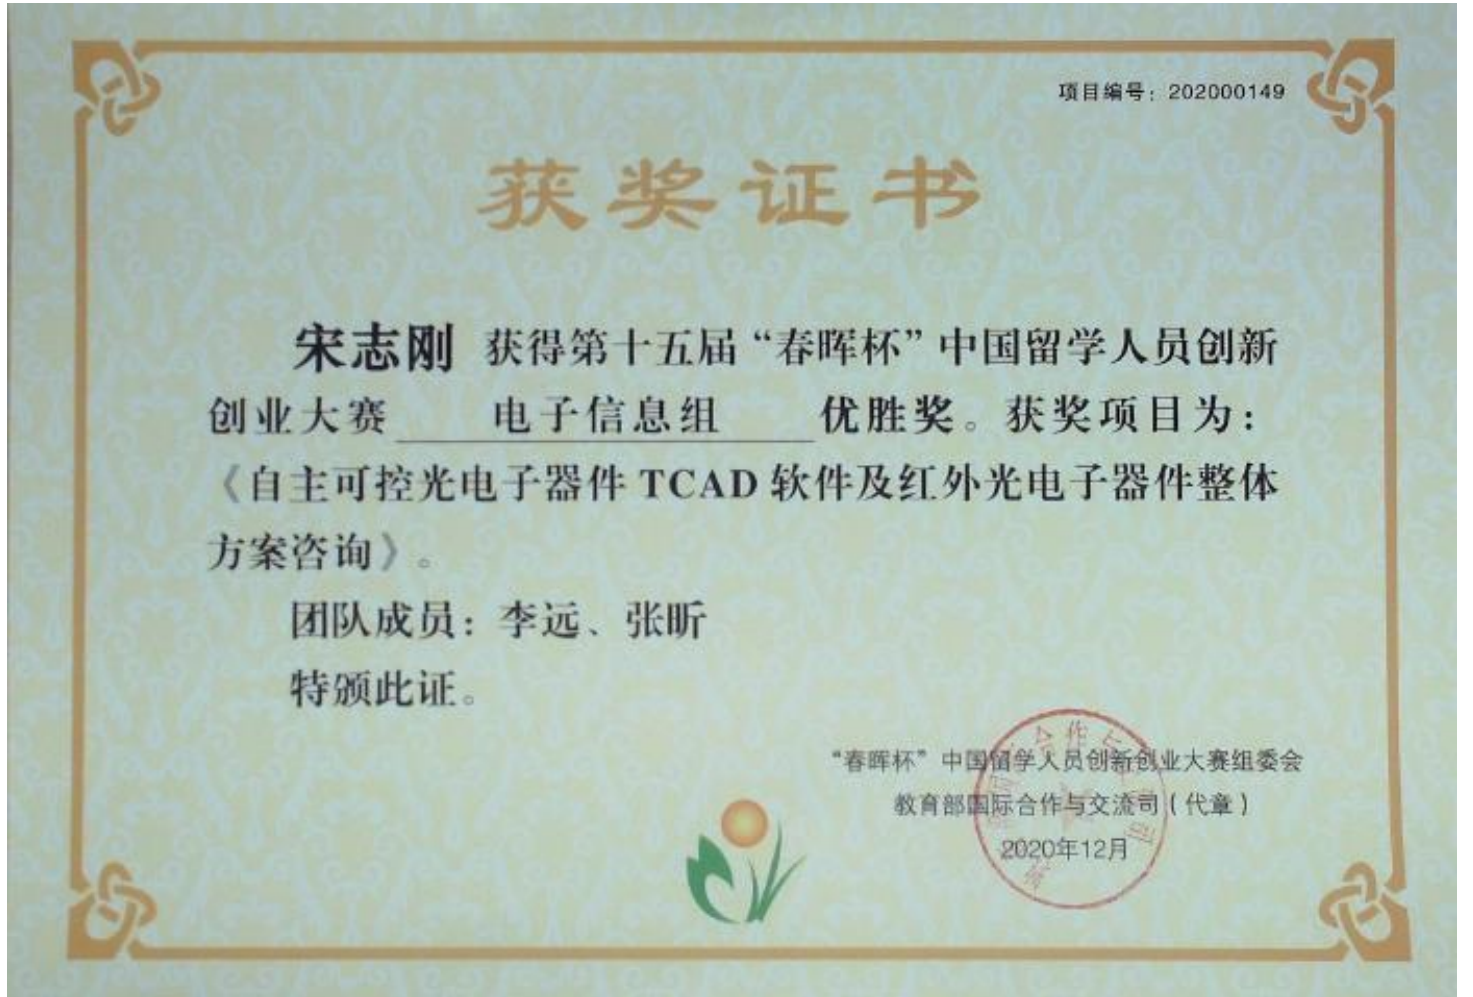 项目编号：202000149
获奖证书
宋志刚 获得第十五届“春晖杯”中国留学人员创新
创业大赛 电子信息组 优胜奖。获奖项目为：
《自主可控光电子器件 TCAD 软件及红外光电子器件整体
方案咨询》。
团队成员：李远、张昕
特颁此证。
“春晖杯”中国留学人员创新创业大赛组委会
教育部国际合作与交流司（代章）
2020年12月